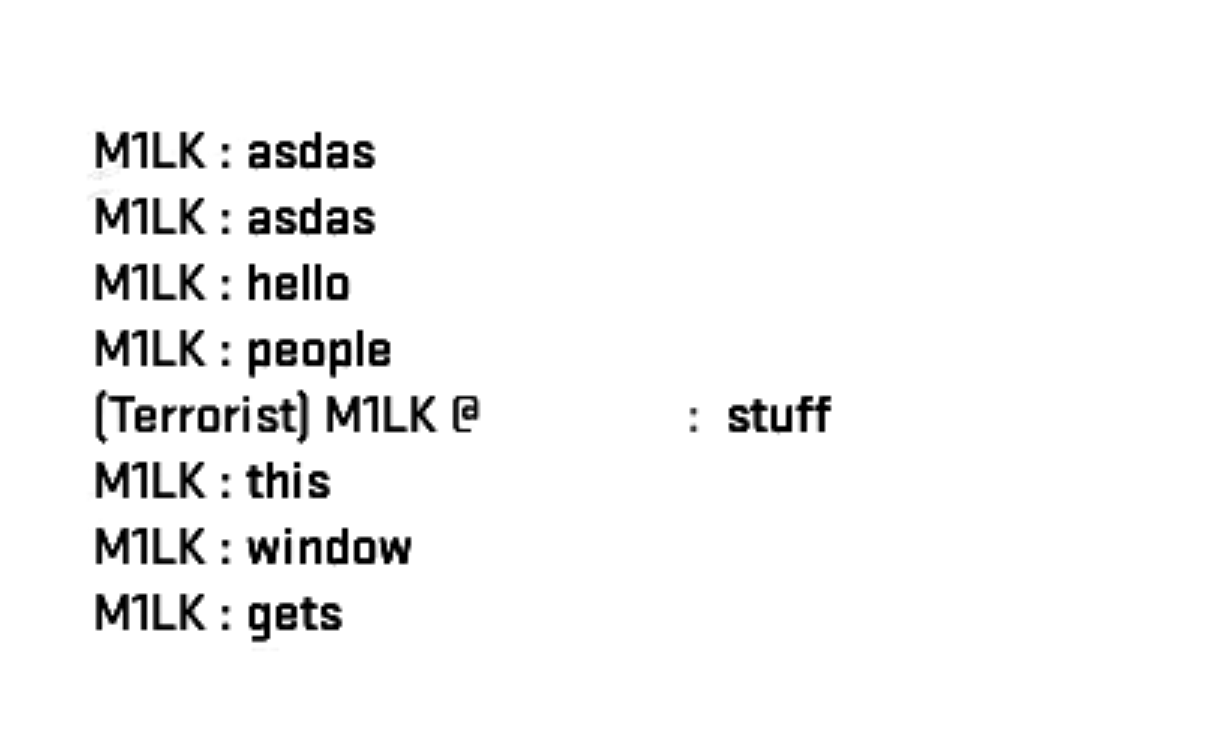 M1LK : asdas
M1LK : asdas
M1LK : hello
M1LK : people
(Terrorist) M1LK @ : stuff
M1LK : this
M1LK : window
M1LK : gets